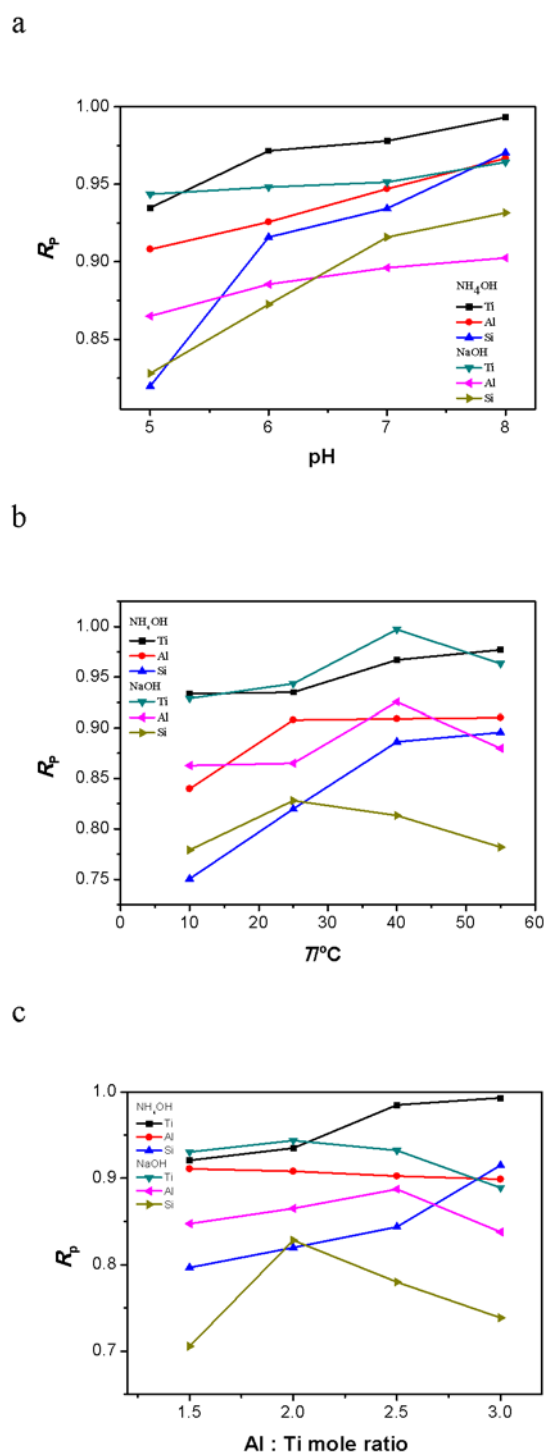 a
1.00
0.95
0.90
0.85
Rp
NH4OH
Ti
Al
Si
NaOH
Ti
Al
Si
5 6 7 8
pH
b
1.00
0.95
0.90
0.85
0.80
0.75
Rp
NH4OH
Ti
Al
Si
NaOH
Ti
Al
Si
0 10 20 30 40 50 60
T/ºC
c
1.0
0.9
0.8
0.7
Rp
NH4OH
Ti
Al
Si
NaOH
Ti
Al
Si
1.5 2.0 2.5 3.0
Al : Ti mole ratio